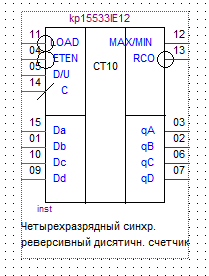 kp15533IE12
11 LOAD MAX/MIN 12
04 ETEN RCO 13
05 D/U CT10
14 C
15 Da qA 03
01 Db qB 02
10 Dc qC 06
09 Dd qD 07
inst
Четырехразрядный синхр.
реверсивный дисятичн. счетчик